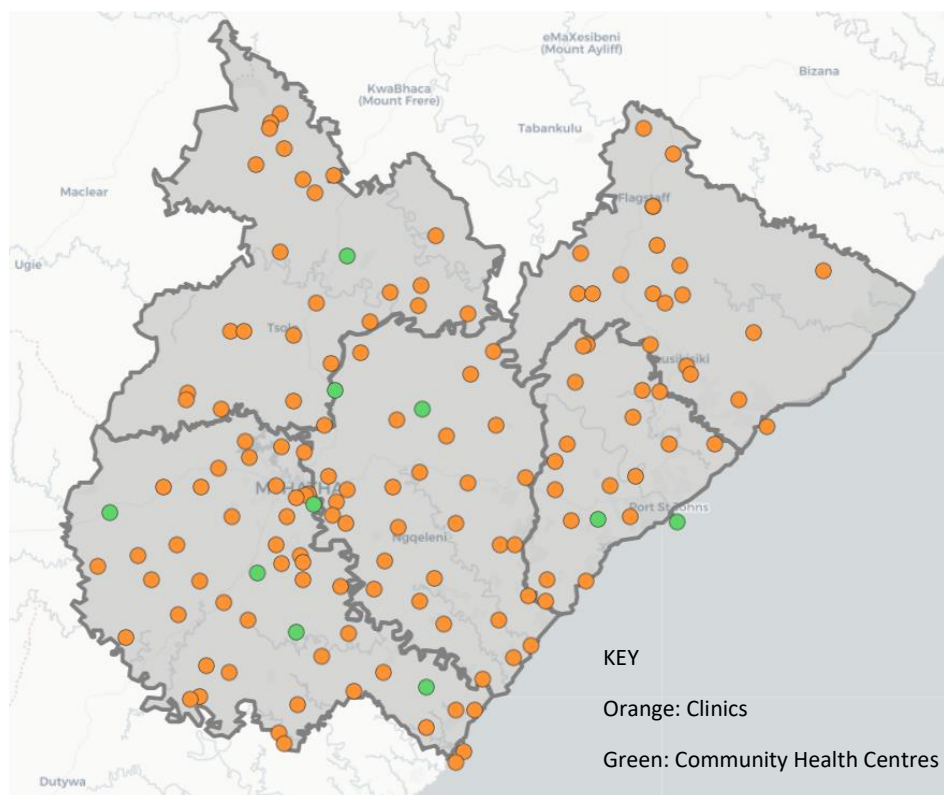 eMaXesibeni
(Mount Ayliff)
Bizana
KwaBhaca
(Mount Frere)
Tabankulu
Maclear
Flagstaff
Ugie
Tsolo
usikisiki
Port St Johns
Ngqeleni
KEY
Orange: Clinics
Green: Community Health Centres
Dutywa